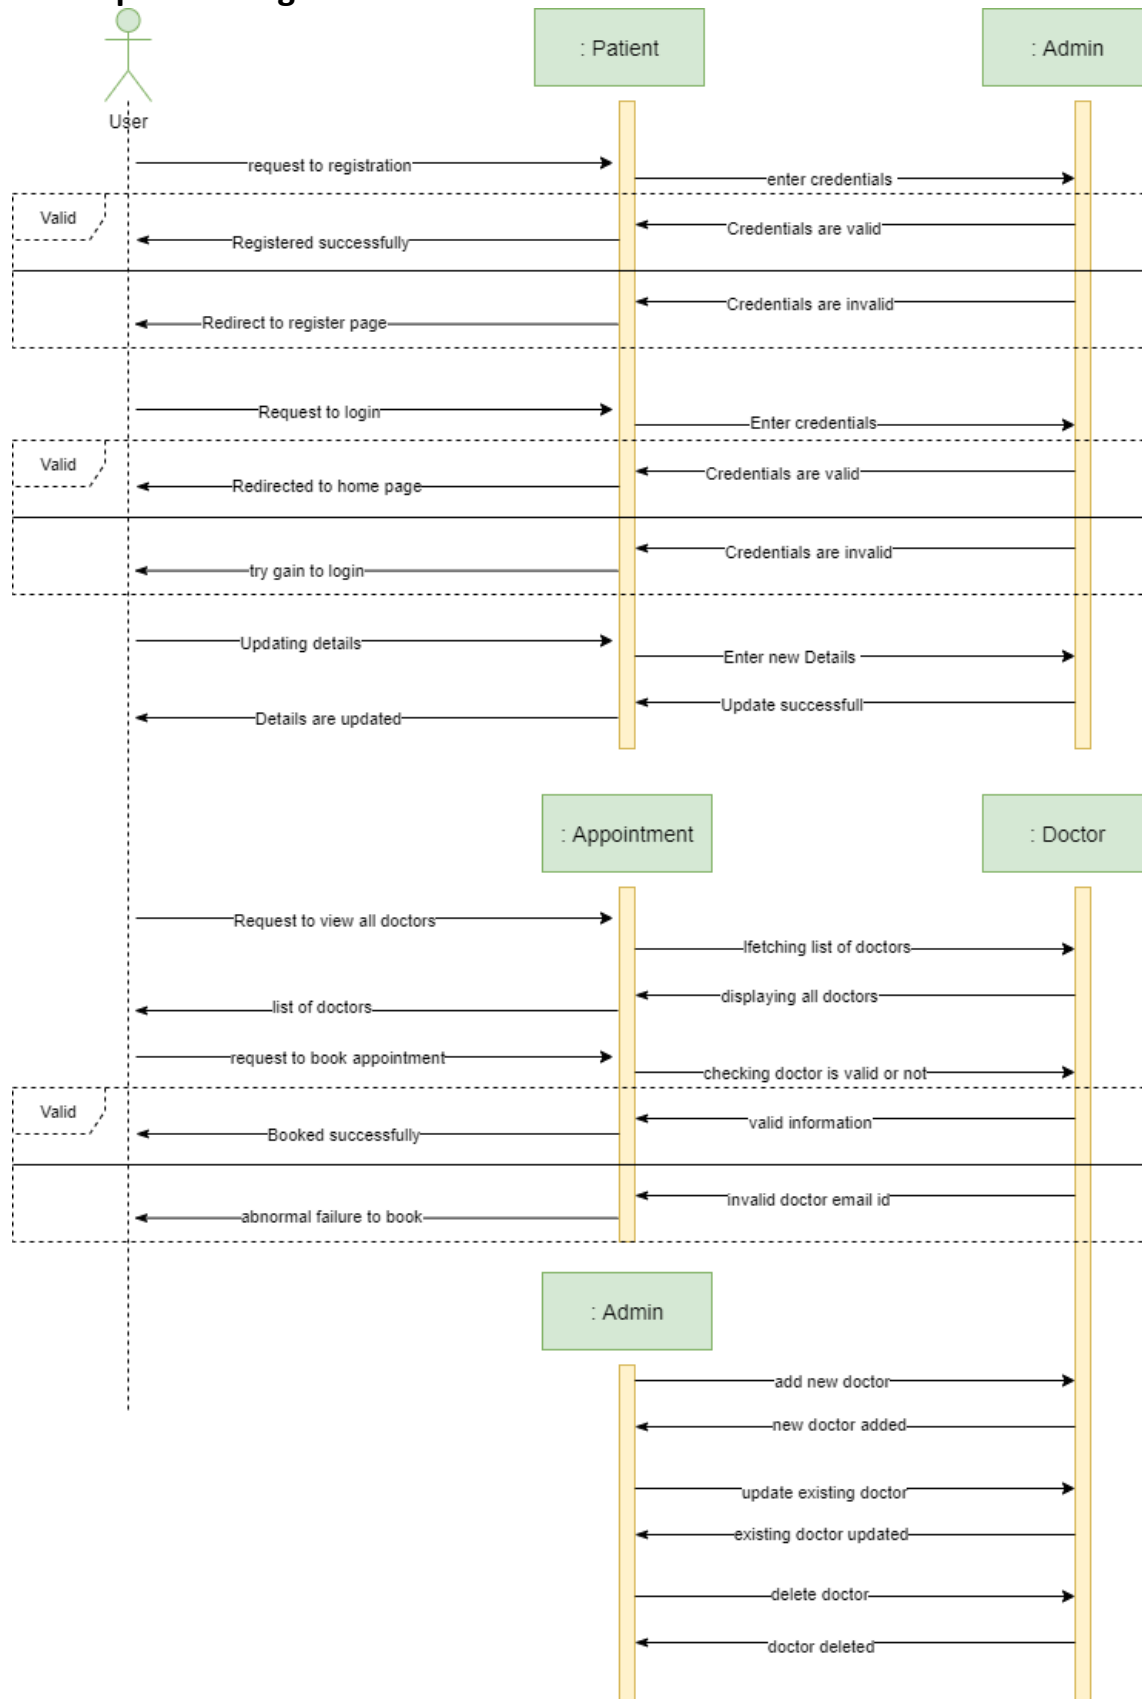 : Patient
: Admin
User
request to registration
enter credentials
Valid
Credentials are valid
Registered successfully
Credentials are invalid
Redirect to register page
Request to login
Enter credentials
Valid
Credentials are valid
Redirected to home page
Credentials are invalid
try gain to login
Updating details
Enter new Details
Update successfull
Details are updated
: Appointment
: Doctor
Request to view all doctors
lfetching list of doctors
displaying all doctors
list of doctors
request to book appointment
checking doctor is valid or not
Valid
valid information
Booked successfully
invalid doctor email id
abnormal failure to book
: Admin
add new doctor
new doctor added
update existing doctor
existing doctor updated
delete doctor
doctor deleted